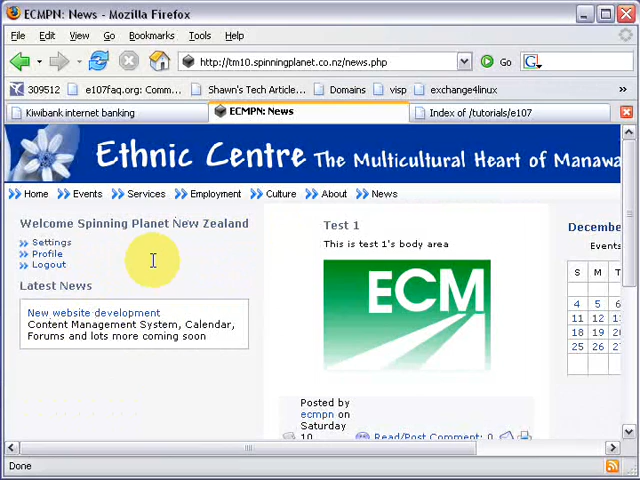 ECMPN: News - Mozilla Firefox
File Edit View Go Bookmarks Tools Help
http://tm10.spinningplanet.co.nz/news.php Go G
309512 e107faq.org: Comm... Shawn's Tech Article... Domains visp exchange4linux
Kiwibank internet banking ECMPN: News Index of /tutorials/e107
Ethnic Centre The Multicultural Heart of Manawa
Home Events Services Employment Culture About News
Welcome Spinning Planet New Zealand
Settings
Profile
Logout
Latest News
New website development
Content Management System, Calendar,
Forums and lots more coming soon
Test 1
This is test 1's body area
ECM
Posted by
ecmpn on
Saturday
10
Read/Post Comment: 0
December
Events
S M T
4 5 6
11 12 13
18 19 20
25 26 27
Done